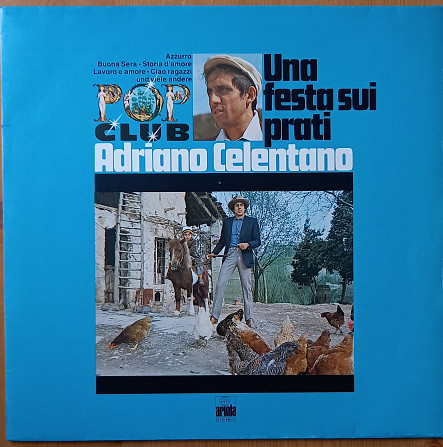 Azzurro
Buona Sera • Storia d'amore
Lavoro e amore • Ciao ragazzi
und viele andere
POP
CLUB
Una
festa sui
prati
Adriano Celentano
ariola
STEREO